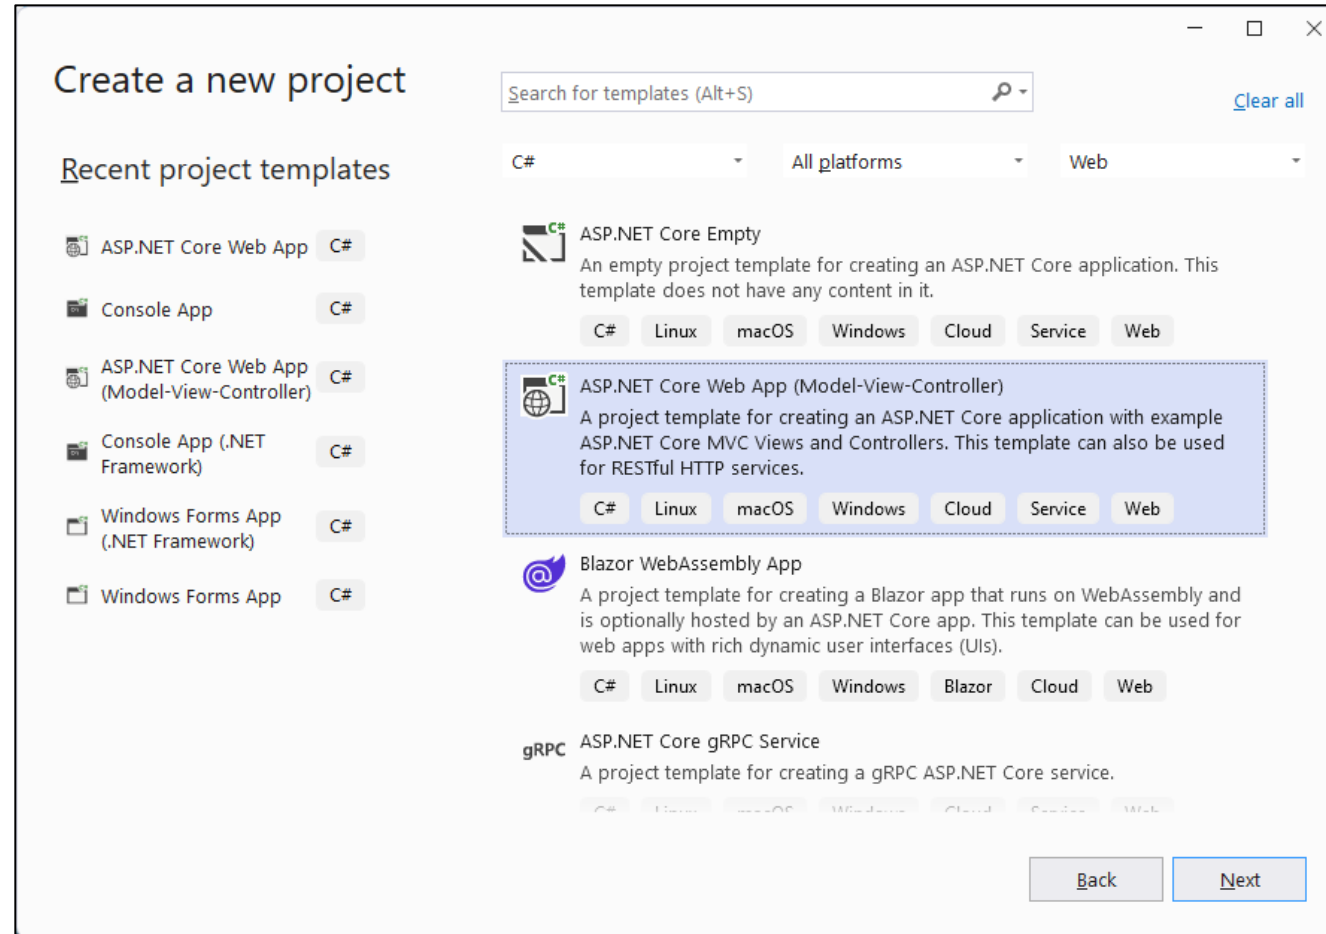 Create a new project
Search for templates (Alt+S)
Clear all
Recent project templates
C#
All platforms
Web
ASP.NET Core Web App C#
Console App C#
ASP.NET Core Web App
(Model-View-Controller) C#
Console App (.NET
Framework) C#
Windows Forms App
(.NET Framework) C#
Windows Forms App C#
C#
ASP.NET Core Empty
An empty project template for creating an ASP.NET Core application. This
template does not have any content in it.
C# Linux macOS Windows Cloud Service Web
C#
ASP.NET Core Web App (Model-View-Controller)
A project template for creating an ASP.NET Core application with example
ASP.NET Core MVC Views and Controllers. This template can also be used
for RESTful HTTP services.
C# Linux macOS Windows Cloud Service Web
@
Blazor WebAssembly App
A project template for creating a Blazor app that runs on WebAssembly and
is optionally hosted by an ASP.NET Core app. This template can be used for
web apps with rich dynamic user interfaces (UIs).
C# Linux macOS Windows Blazor Cloud Web
gRPC
ASP.NET Core gRPC Service
A project template for creating a gRPC ASP.NET Core service.
C# Linux macOS Windows Cloud Service Web
Back
Next